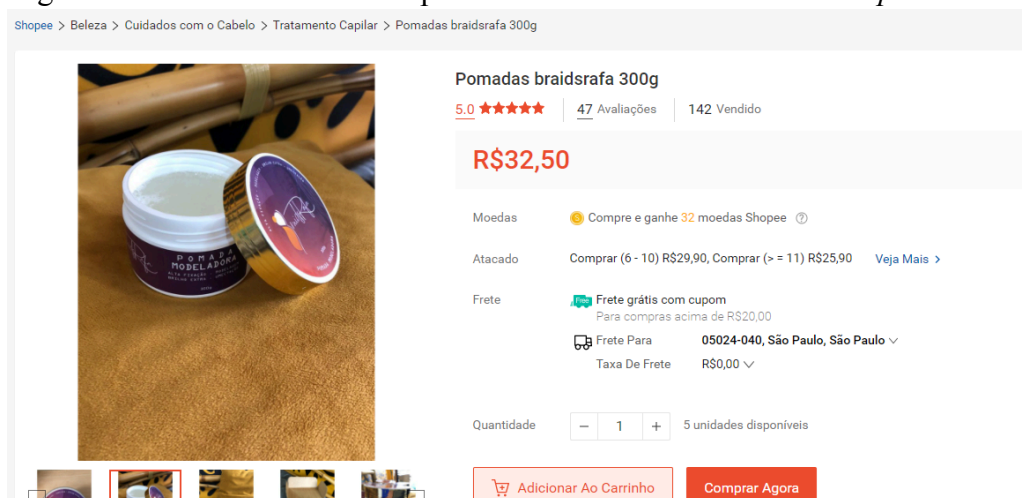 Shopee > Beleza > Cuidados com o Cabelo > Tratamento Capilar > Pomadas braidsrafa 300g
Pomadas braidsrafa 300g
5.0 ★★★★★ 47 Avaliações 142 Vendido
R$32,50
Moedas Compre e ganhe 32 moedas Shopee ?
Atacado Comprar (6 - 10) R$29,90, Comprar (> = 11) R$25,90 Veja Mais >
Frete Free Frete grátis com cupom
Para compras acima de R$20,00
Frete Para 05024-040, São Paulo, São Paulo
Taxa De Frete R$0,00
Quantidade − 1 + 5 unidades disponíveis
Adicionar Ao Carrinho Comprar Agora
POMADA
MODELADORA